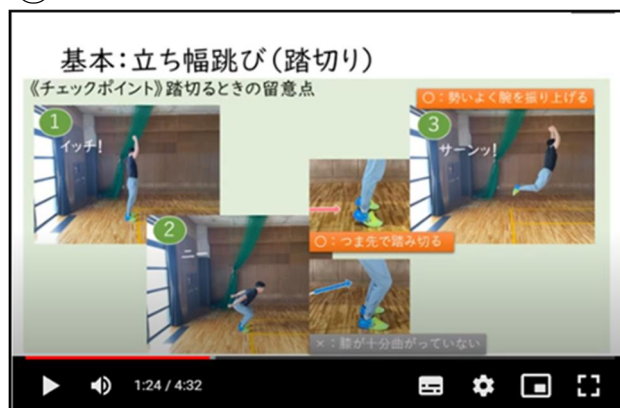 基本：立ち幅跳び（踏切り）
《チェックポイント》踏切るときの留意点
1
イッチ！
2
ニー
〇：つま先で踏み切る
×：膝が十分曲がっていない
〇：勢いよく腕を振り上げる
3
サーンッ！
1:24 / 4:32